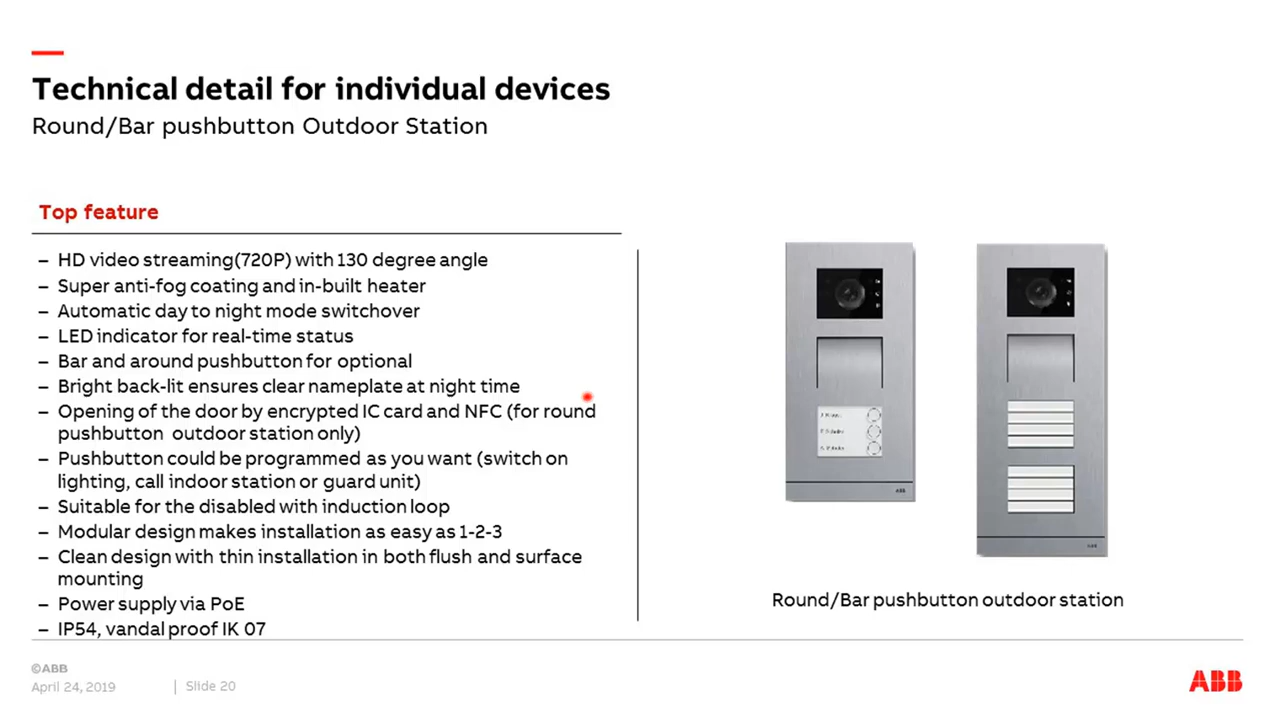 Technical detail for individual devices
Round/Bar pushbutton Outdoor Station
Top feature
– HD video streaming(720P) with 130 degree angle
– Super anti-fog coating and in-built heater
– Automatic day to night mode switchover
– LED indicator for real-time status
– Bar and around pushbutton for optional
– Bright back-lit ensures clear nameplate at night time
– Opening of the door by encrypted IC card and NFC (for round
pushbutton outdoor station only)
– Pushbutton could be programmed as you want (switch on
lighting, call indoor station or guard unit)
– Suitable for the disabled with induction loop
– Modular design makes installation as easy as 1-2-3
– Clean design with thin installation in both flush and surface
mounting
– Power supply via PoE
– IP54, vandal proof IK 07
ABB
Round/Bar pushbutton outdoor station
©ABB
April 24, 2019 | Slide 20
ABB